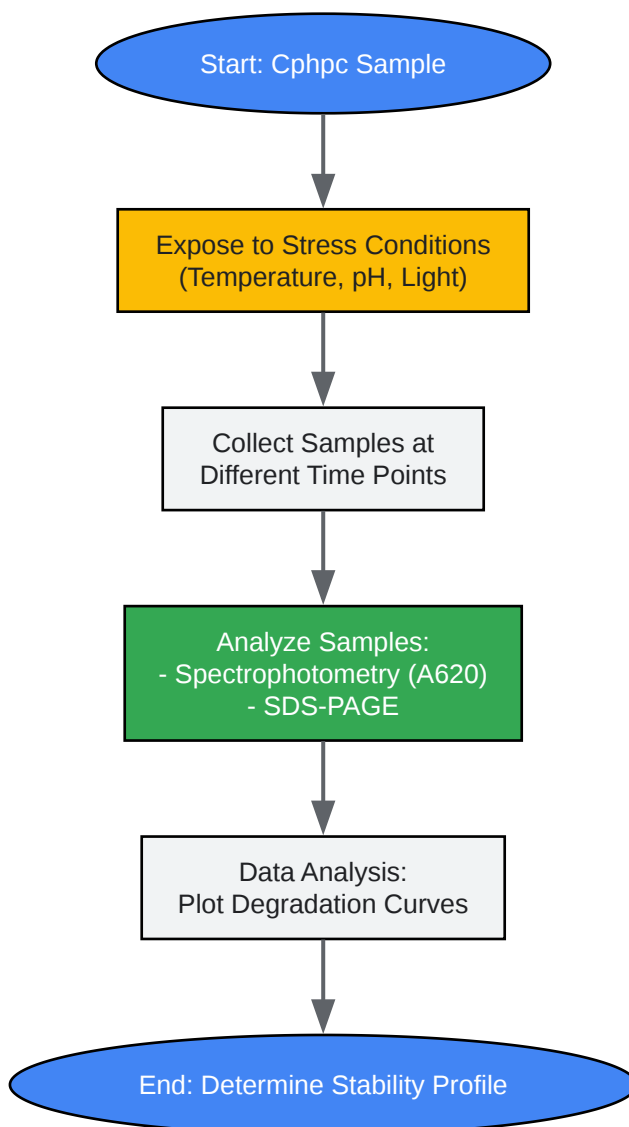 Start: Cphpc Sample
Expose to Stress Conditions
(Temperature, pH, Light)
Collect Samples at
Different Time Points
Analyze Samples:
- Spectrophotometry (A620)
- SDS-PAGE
Data Analysis:
Plot Degradation Curves
End: Determine Stability Profile